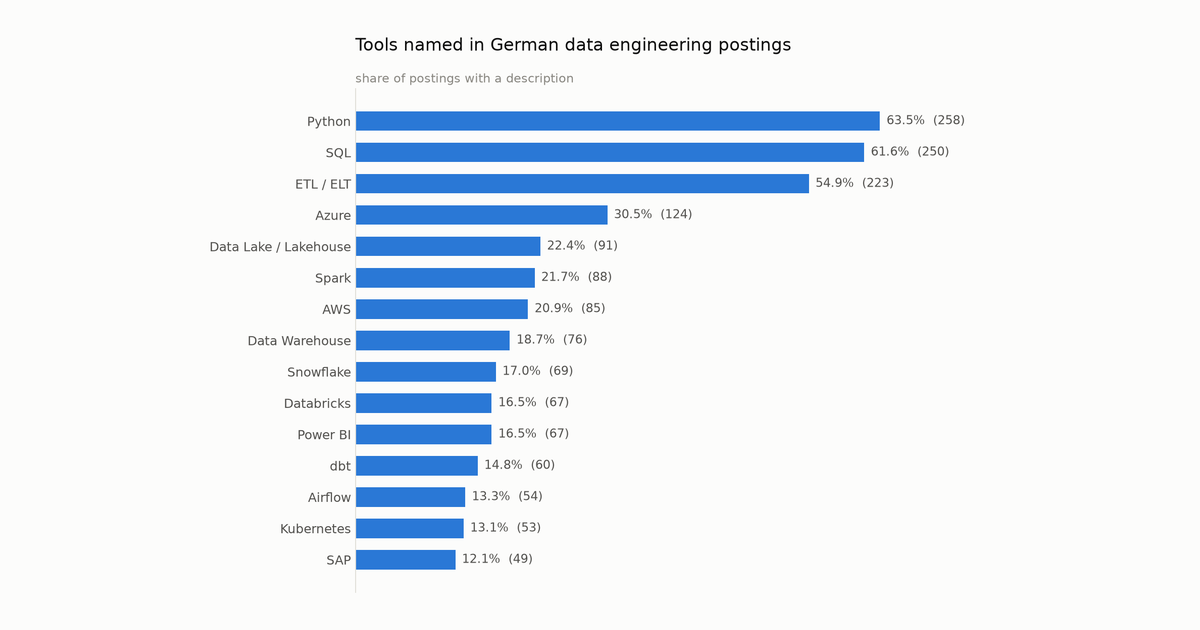 Tools named in German data engineering postings
share of postings with a description
Python 63.5% (258)
SQL 61.6% (250)
ETL / ELT 54.9% (223)
Azure 30.5% (124)
Data Lake / Lakehouse 22.4% (91)
Spark 21.7% (88)
AWS 20.9% (85)
Data Warehouse 18.7% (76)
Snowflake 17.0% (69)
Databricks 16.5% (67)
Power BI 16.5% (67)
dbt 14.8% (60)
Airflow 13.3% (54)
Kubernetes 13.1% (53)
SAP 12.1% (49)